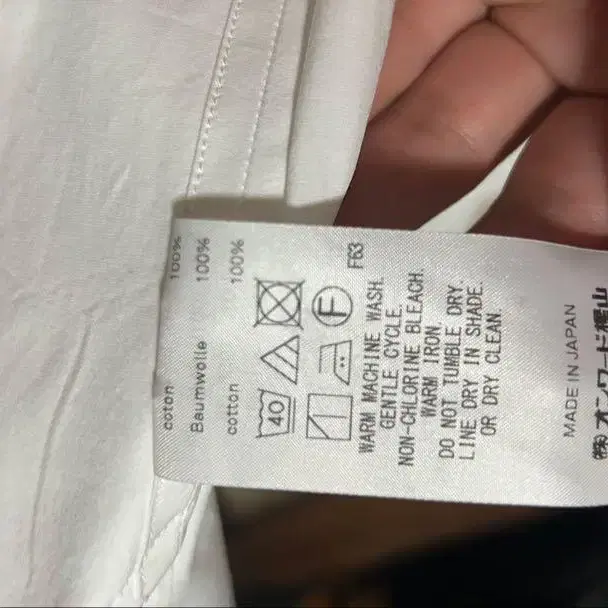 coton 100%
Baumwolle 100%
cotton 100%
40
F
F63
WARM MACHINE WASH.
GENTLE CYCLE.
NON-CHLORINE BLEACH.
WARM IRON
DO NOT TUMBLE DRY
LINE DRY IN SHADE.
OR DRY CLEAN
MADE IN JAPAN
㈱オンワード樫山